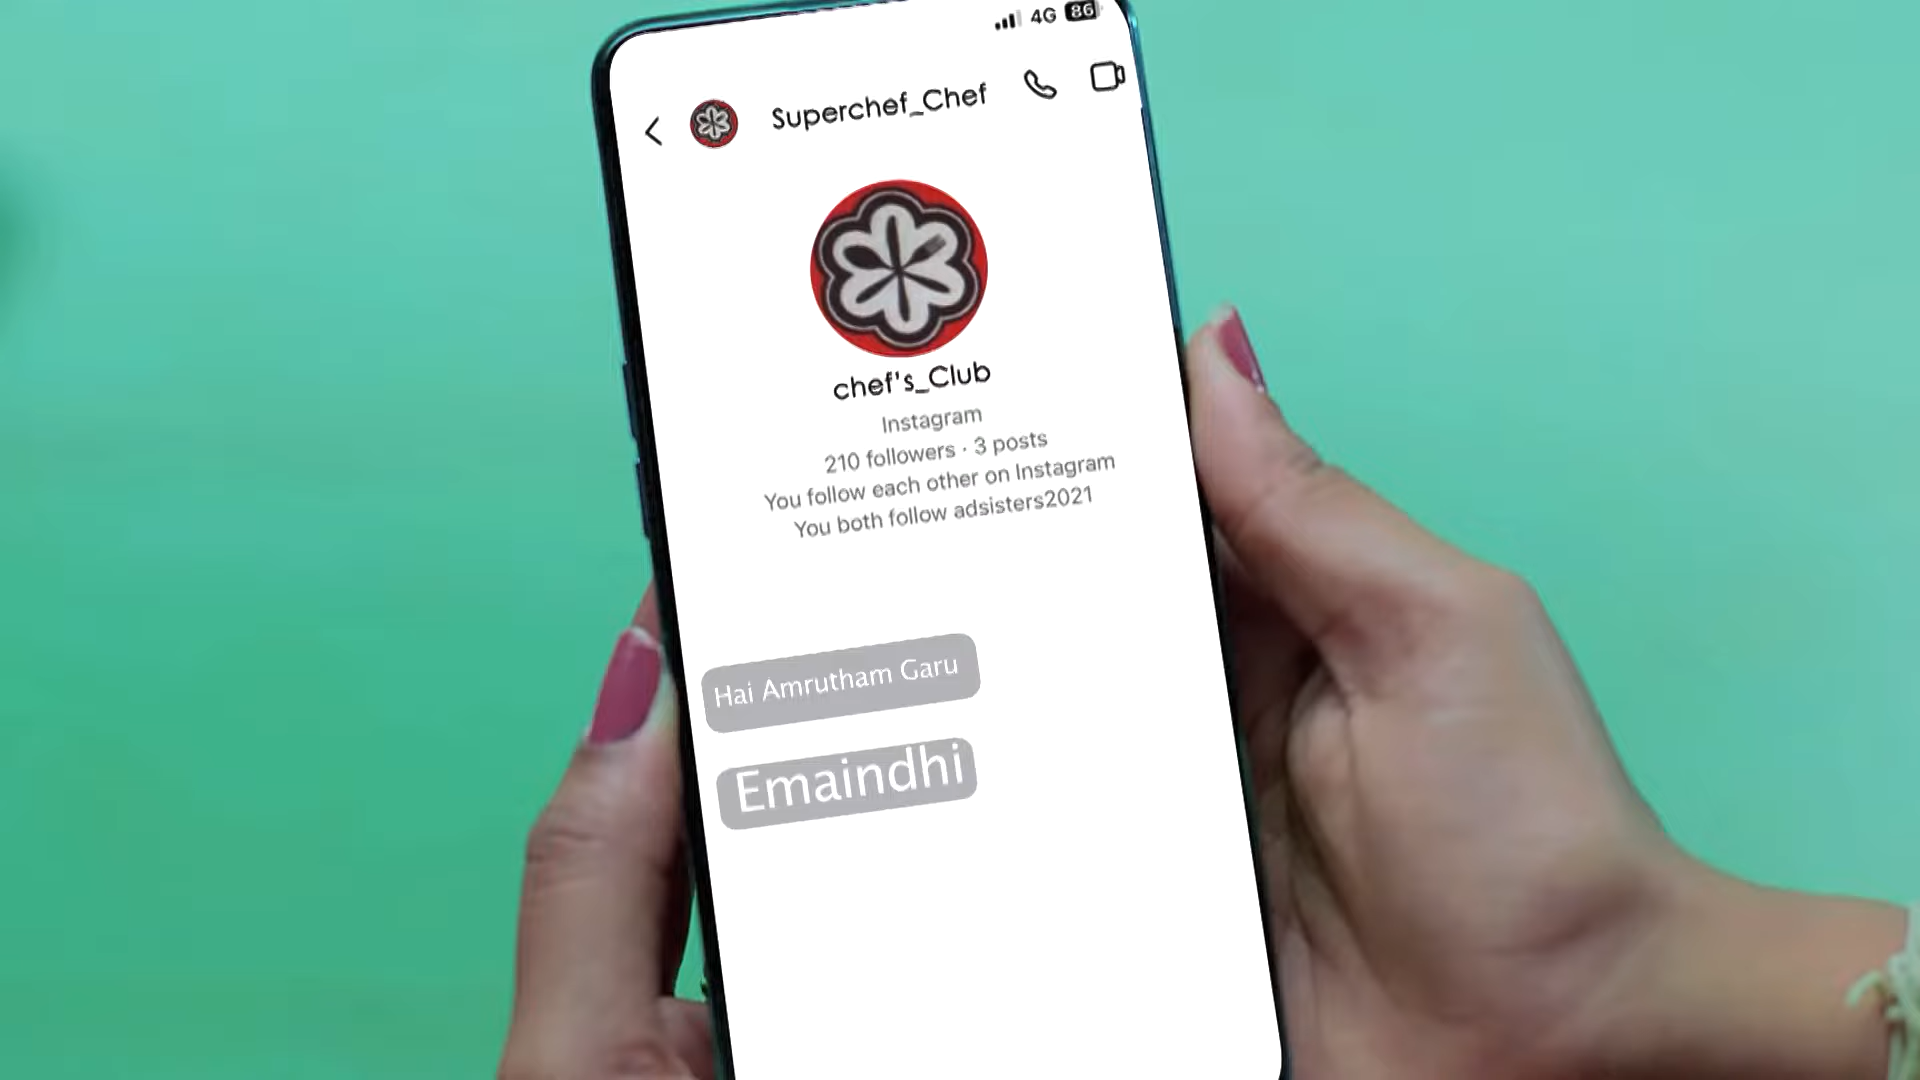 4G 86
Superchef_Chef
chef's_Club
Instagram
210 followers · 3 posts
You follow each other on Instagram
You both follow adsisters2021
Hai Amrutham Garu
Emaindhi